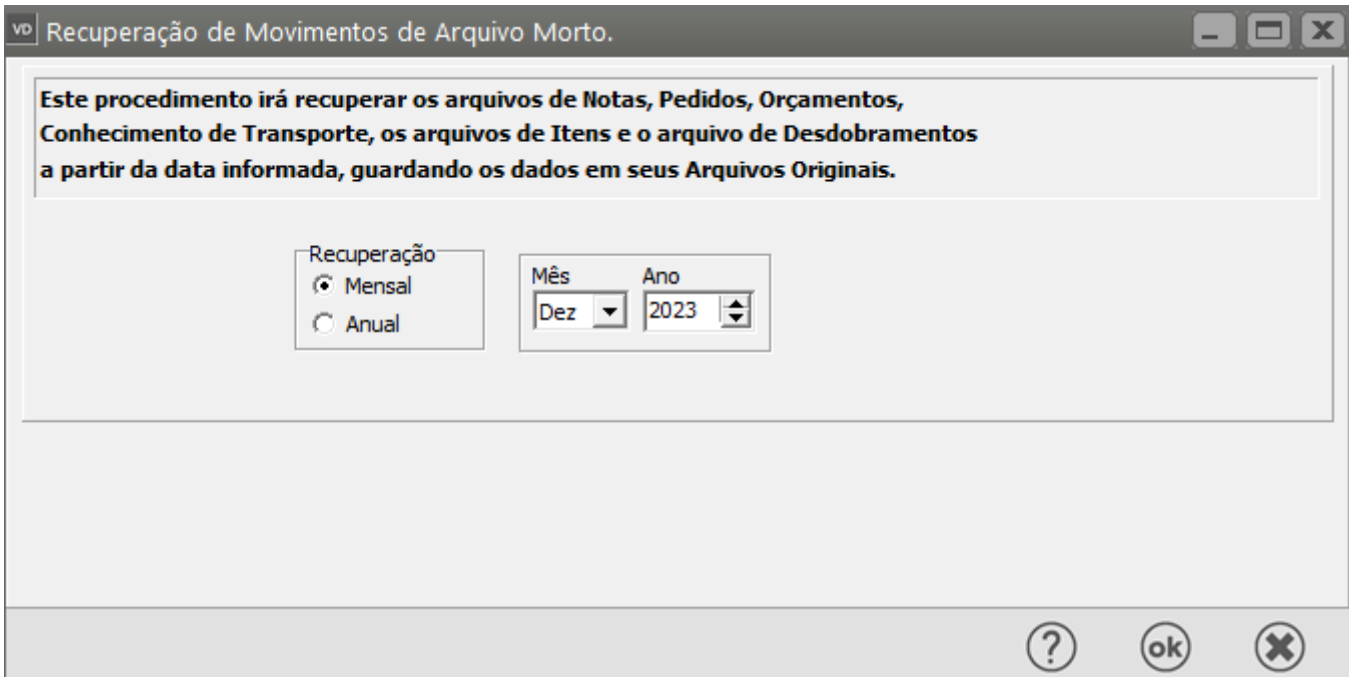 VD Recuperação de Movimentos de Arquivo Morto.
Este procedimento irá recuperar os arquivos de Notas, Pedidos, Orçamentos,
Conhecimento de Transporte, os arquivos de Itens e o arquivo de Desdobramentos
a partir da data informada, guardando os dados em seus Arquivos Originais.
Recuperação
Mensal
Anual
Mês Ano
Dez 2023
? ok